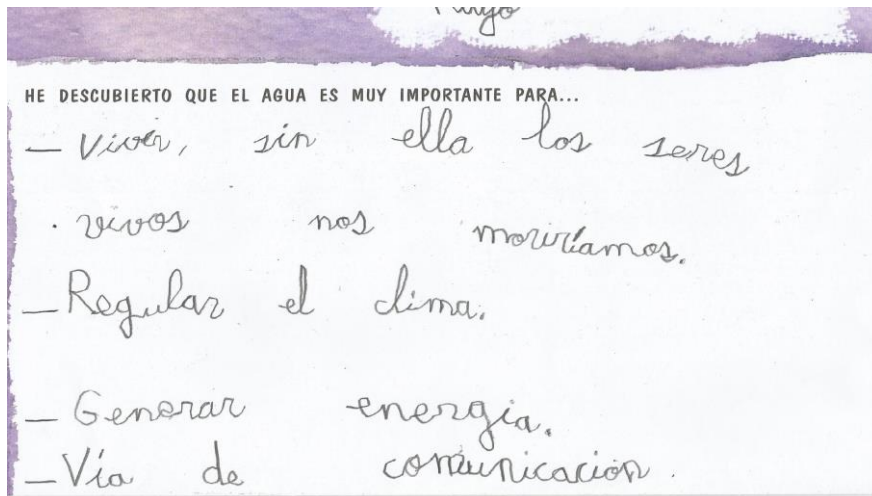 HE DESCUBIERTO QUE EL AGUA ES MUY IMPORTANTE PARA...
– Vivir, sin ella los seres
vivos nos moriríamos.
– Regular el clima.
– Generar energía.
– Vía de comunicación.